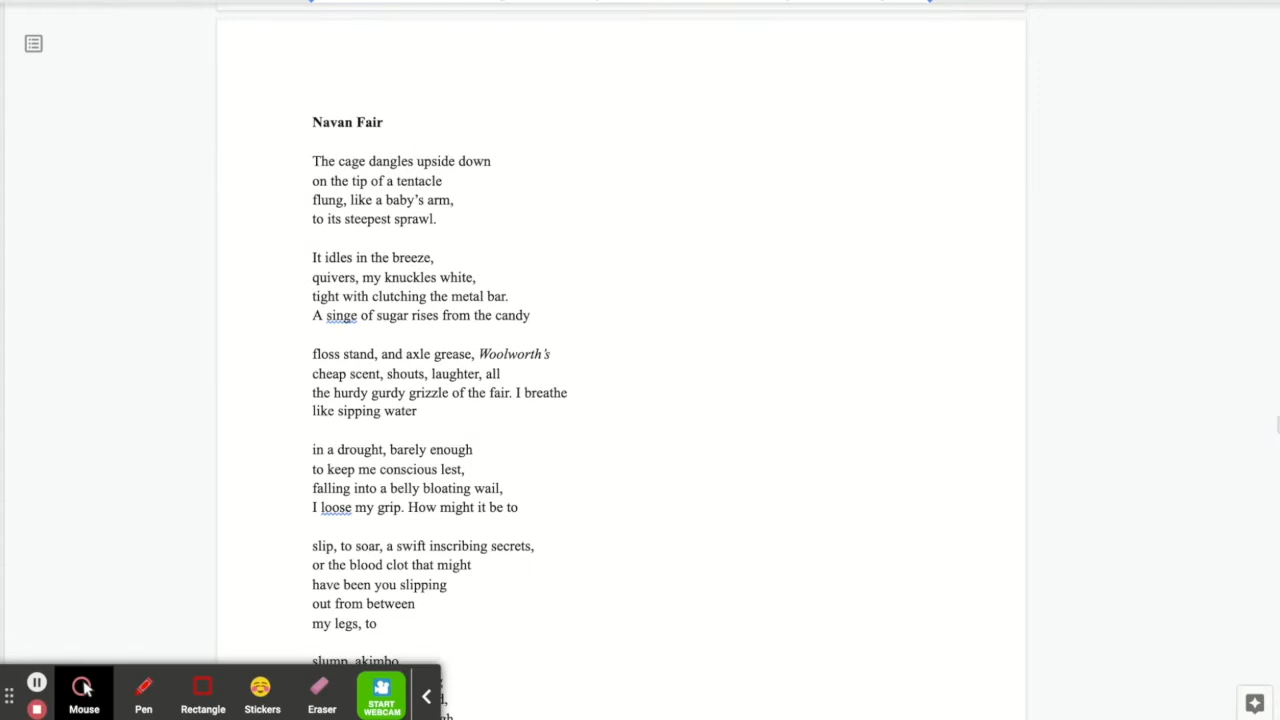 Navan Fair
The cage dangles upside down
on the tip of a tentacle
flung, like a baby’s arm,
to its steepest sprawl.
It idles in the breeze,
quivers, my knuckles white,
tight with clutching the metal bar.
A singe of sugar rises from the candy
floss stand, and axle grease, Woolworth’s
cheap scent, shouts, laughter, all
the hurdy gurdy grizzle of the fair. I breathe
like sipping water
in a drought, barely enough
to keep me conscious lest,
falling into a belly bloating wail,
I loose my grip. How might it be to
slip, to soar, a swift inscribing secrets,
or the blood clot that might
have been you slipping
out from between
my legs, to
slump, akimbo
Mouse
Pen
Rectangle
Stickers
Eraser
START
WEBCAM